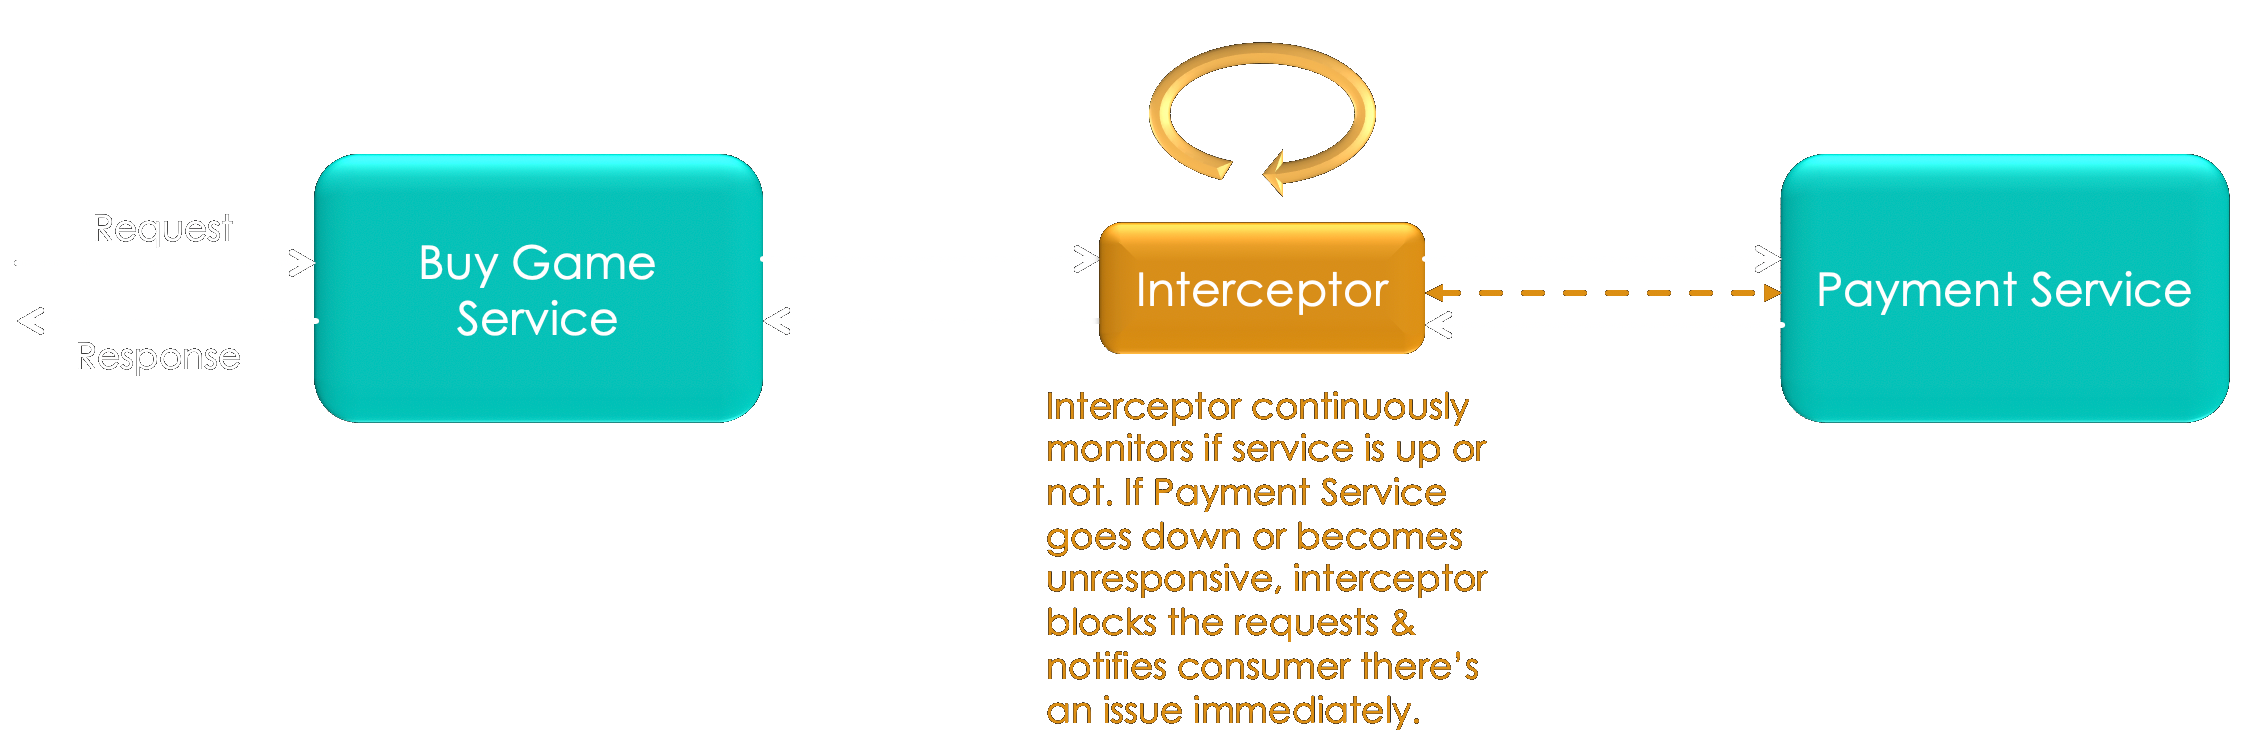 Request
Response
Buy Game
Service
Interceptor
Payment Service
Interceptor continuously
monitors if service is up or
not. If Payment Service
goes down or becomes
unresponsive, interceptor
blocks the requests &
notifies consumer there’s
an issue immediately.